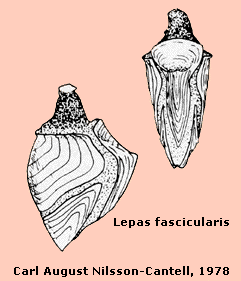 Lepas fascicularis
Carl August Nilsson-Cantell, 1978